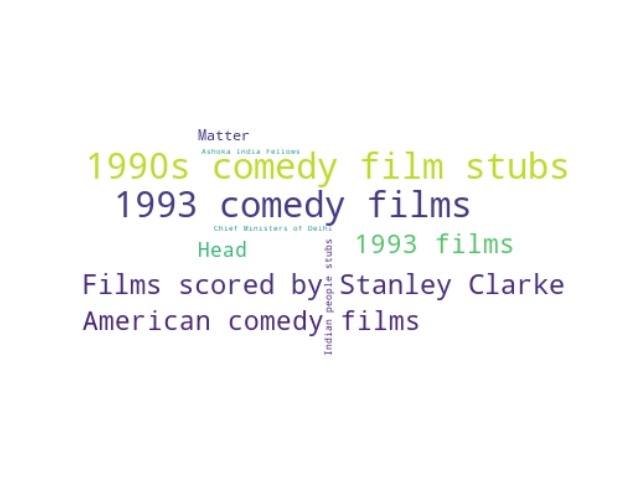 Matter
Ashoka India Fellows
1990s comedy film stubs
1993 comedy films
Chief Ministers of Delhi
Head
1993 films
Indian people stubs
Films scored by Stanley Clarke
American comedy films